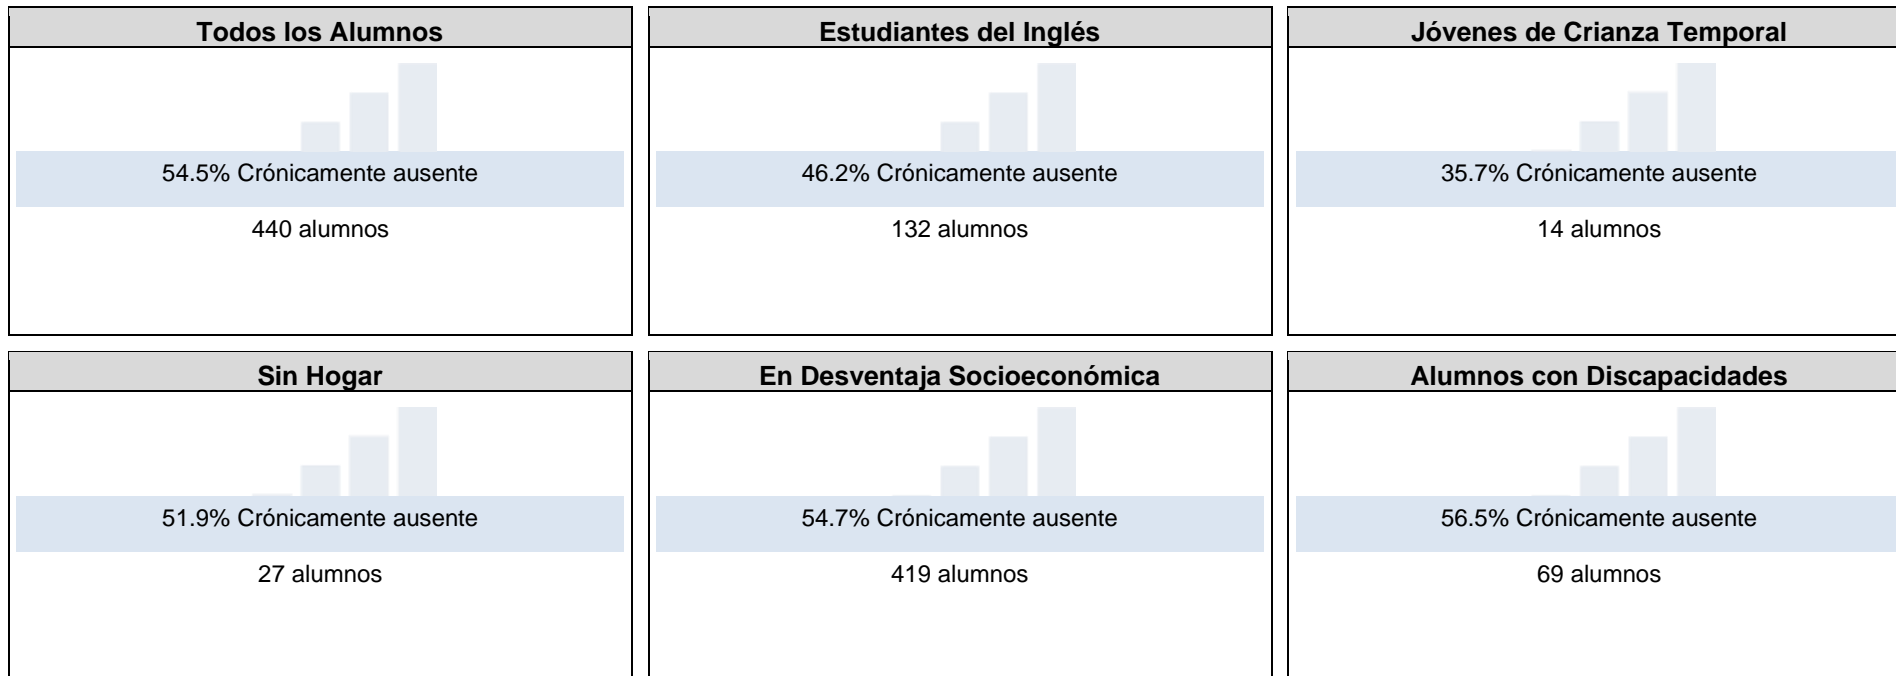 Todos los Alumnos
54.5% Crónicamente ausente
440 alumnos
Estudiantes del Inglés
46.2% Crónicamente ausente
132 alumnos
Jóvenes de Crianza Temporal
35.7% Crónicamente ausente
14 alumnos
Sin Hogar
51.9% Crónicamente ausente
27 alumnos
En Desventaja Socioeconómica
54.7% Crónicamente ausente
419 alumnos
Alumnos con Discapacidades
56.5% Crónicamente ausente
69 alumnos